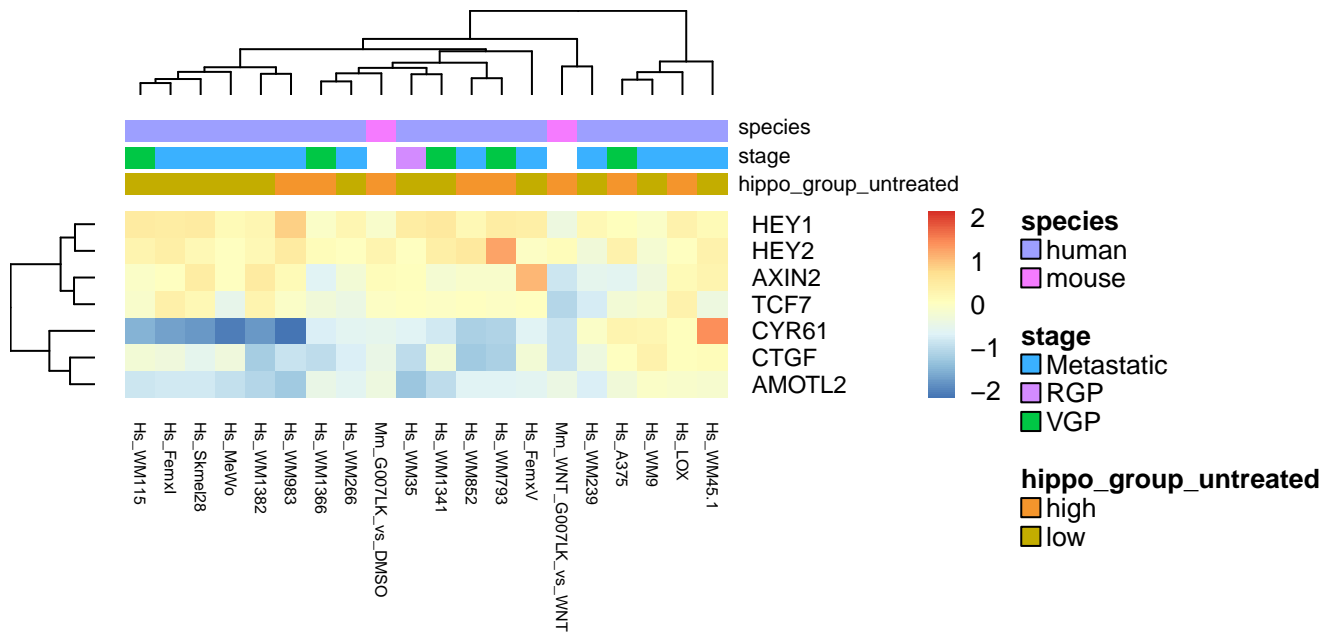 species
stage
hippo_group_untreated
HEY1
HEY2
AXIN2
TCF7
CYR61
CTGF
AMOTL2
2
1
0
−1
−2
species
human
mouse
stage
Metastatic
RGP
VGP
hippo_group_untreated
high
low
Hs_WM115
Hs_FemxI
Hs_Skmel28
Hs_MeWo
Hs_WM1382
Hs_WM983
Hs_WM1366
Hs_WM266
Mm_G007LK_vs_DMSO
Hs_WM35
Hs_WM1341
Hs_WM852
Hs_WM793
Hs_FemxV
Mm_WNT_G007LK_vs_WNT
Hs_WM239
Hs_A375
Hs_WM9
Hs_LOX
Hs_WM45.1